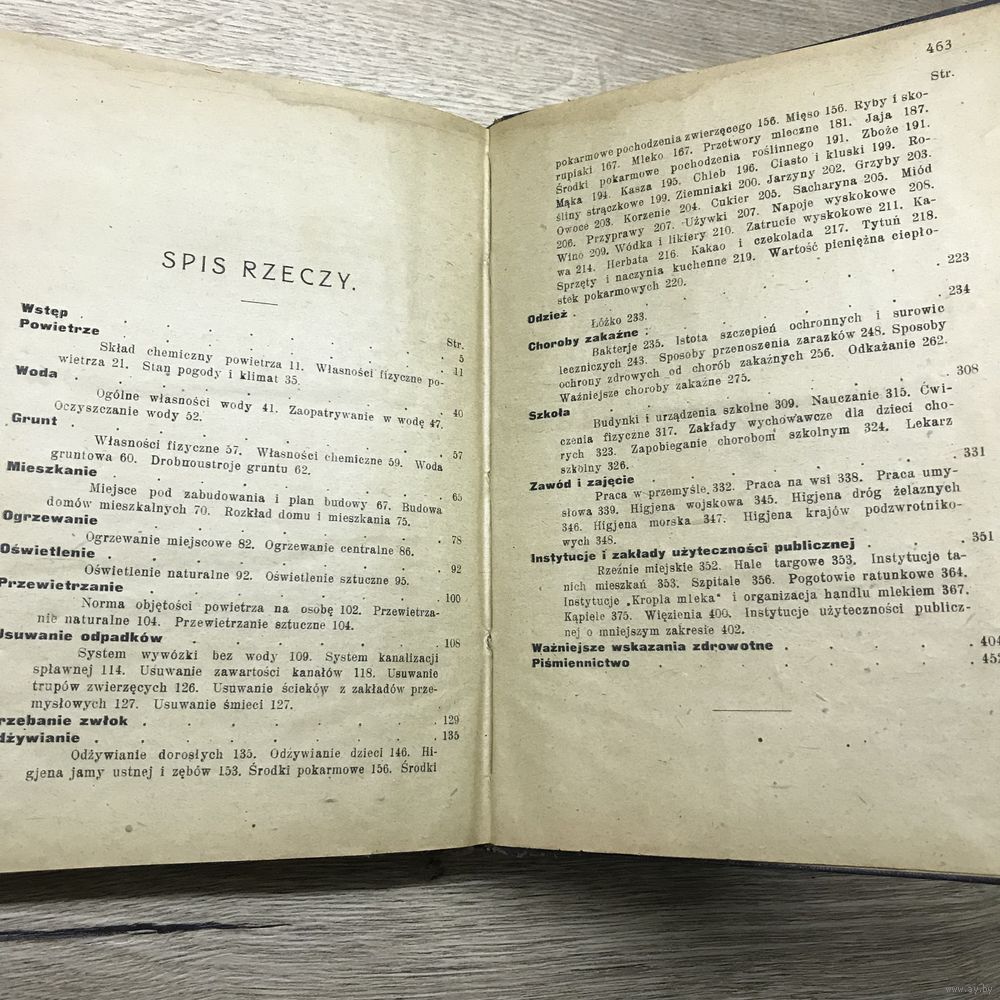 SPIS RZECZY.
Str.
Wstęp . . . . . . . 5
Powietrze . . . . . . . 11
Skład chemiczny powietrza 11. Własności fizyczne po-
wietrza 21. Stan pogody i klimat 35.
Woda . . . . . . . 40
Ogólne własności wody 41. Zaopatrywanie w wodę 47.
Oczyszczanie wody 52.
Grunt . . . . . . . 57
Własności fizyczne 57. Własności chemiczne 59. Woda
gruntowa 60. Drobnoustroje gruntu 62.
Mieszkanie . . . . . . . 65
Miejsce pod zabudowania i plan budowy 67. Budowa
domów mieszkalnych 70. Rozkład domu i mieszkania 75.
Ogrzewanie . . . . . . . 78
Ogrzewanie miejscowe 82. Ogrzewanie centralne 86.
Oświetlenie . . . . . . . 92
Oświetlenie naturalne 92. Oświetlenie sztuczne 95.
Przewietrzanie . . . . . . . 100
Norma objętości powietrza na osobę 102. Przewietrza-
nie naturalne 104. Przewietrzanie sztuczne 104.
Usuwanie odpadków . . . . . . . 108
System wywózki bez wody 109. System kanalizacji
spławnej 114. Usuwanie zawartości kanałów 118. Usuwanie
trupów zwierzęcych 126. Usuwanie ścieków z zakładów prze-
mysłowych 127. Usuwanie śmieci 127.
rzebanie zwłok . . . . . . . 129
dżywianie . . . . . . . 135
Odżywianie dorosłych 135. Odżywianie dzieci 146. Hi-
gjena jamy ustnej i zębów 153. Środki pokarmowe 156. Środki
463
Str.
pokarmowe pochodzenia zwierzęcego 156. Mięso 156. Ryby i sko-
rupiaki 167. Mleko 167. Przetwory mleczne 181. Jaja 187.
Środki pokarmowe pochodzenia roślinnego 191. Zboże 191.
Mąka 194. Kasza 195. Chleb 196. Ciasto i kluski 199. Ro-
śliny strączkowe 199. Ziemniaki 200. Jarzyny 202. Grzyby 203.
Owoce 203. Korzenie 204. Cukier 205. Sacharyna 205. Miód
206. Przyprawy 207. Używki 207. Napoje wyskokowe 208.
Wino 209. Wódka i likiery 210. Zatrucie wyskokowe 211. Ka-
wa 214. Herbata 216. Kakao i czekolada 217. Tytuń 218.
Sprzęty i naczynia kuchenne 219. Wartość pieniężna ciepło-
stek pokarmowych 220.
Odzież . . . . . . . 223
Łóżko 233.
Choroby zakaźne . . . . . . . 234
Bakterje 235. Istota szczepień ochronnych i surowic
leczniczych 243. Sposoby przenoszenia zarazków 248. Sposoby
ochrony zdrowych od chorób zakaźnych 256. Odkażanie 262.
Ważniejsze choroby zakaźne 275.
Szkoła . . . . . . . 308
Budynki i urządzenia szkolne 309. Nauczanie 315. Ćwi-
czenia fizyczne 317. Zakłady wychowawcze dla dzieci cho-
rych 323. Zapobieganie chorobom szkolnym 324. Lekarz
szkolny 326.
Zawód i zajęcie . . . . . . . 331
Praca w przemyśle 332. Praca na wsi 338. Praca umy-
słowa 339. Higjena wojskowa 345. Higjena dróg żelaznych
346. Higjena morska 347. Higjena krajów podzwrotniko-
wych 348.
Instytucje i zakłady użyteczności publicznej . . . . 351
Rzeźnie miejskie 352. Hale targowe 353. Instytucje ta-
nich mieszkań 353. Szpitale 356. Pogotowie ratunkowe 364.
Instytucje „Kropla mleka" i organizacja handlu mlekiem 367.
Kąpiele 375. Więzienia 400. Instytucje użyteczności publicz-
nej o mniejszym zakresie 402.
Ważniejsze wskazania zdrowotne . . . . . 404
Piśmiennictwo . . . . . . . 452
www.ay.by